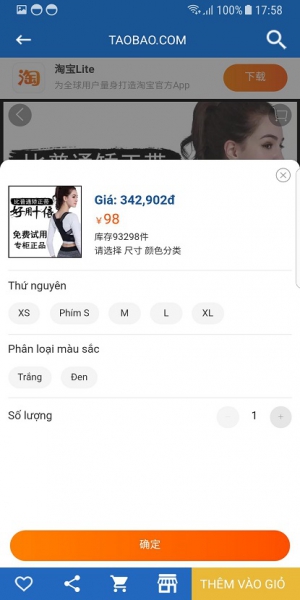 100% 17:58
TAOBAO.COM
淘
淘宝Lite
为全球用户量身打造淘宝官方App
下载
比普通矫正带
比普通矫正带
好用十倍
免费试用
专柜正品
Giá: 342,902đ
¥98
库存93298件
请选择 尺寸 颜色分类
Thứ nguyên
XS Phím S M L XL
Phân loại màu sắc
Trắng Đen
Số lượng - 1 +
确定
THÊM VÀO GIỎ